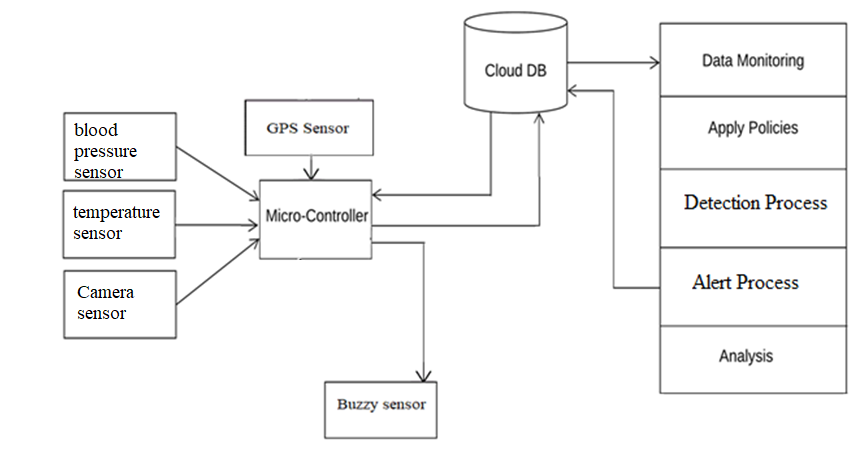 Cloud DB
Data Monitoring
Apply Policies
Detection Process
Alert Process
Analysis
GPS Sensor
blood
pressure
sensor
temperature
sensor
Camera
sensor
Micro-Controller
Buzzy sensor